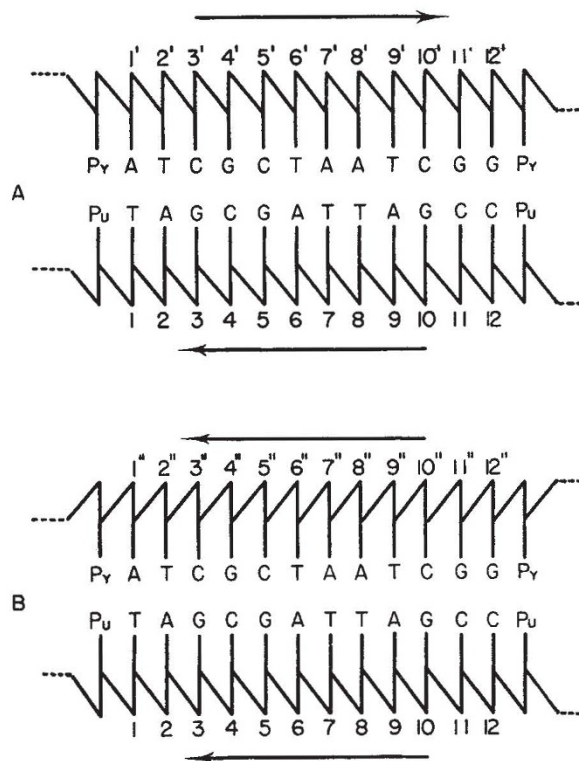 1' 2' 3' 4' 5' 6' 7' 8' 9' 10' 11' 12'
Py A T C G C T A A T C G G Py
A
Pu T A G C G A T T A G C C Pu
1 2 3 4 5 6 7 8 9 10 11 12
1" 2" 3" 4" 5" 6" 7" 8" 9" 10" 11" 12"
Py A T C G C T A A T C G G Py
B
Pu T A G C G A T T A G C C Pu
1 2 3 4 5 6 7 8 9 10 11 12